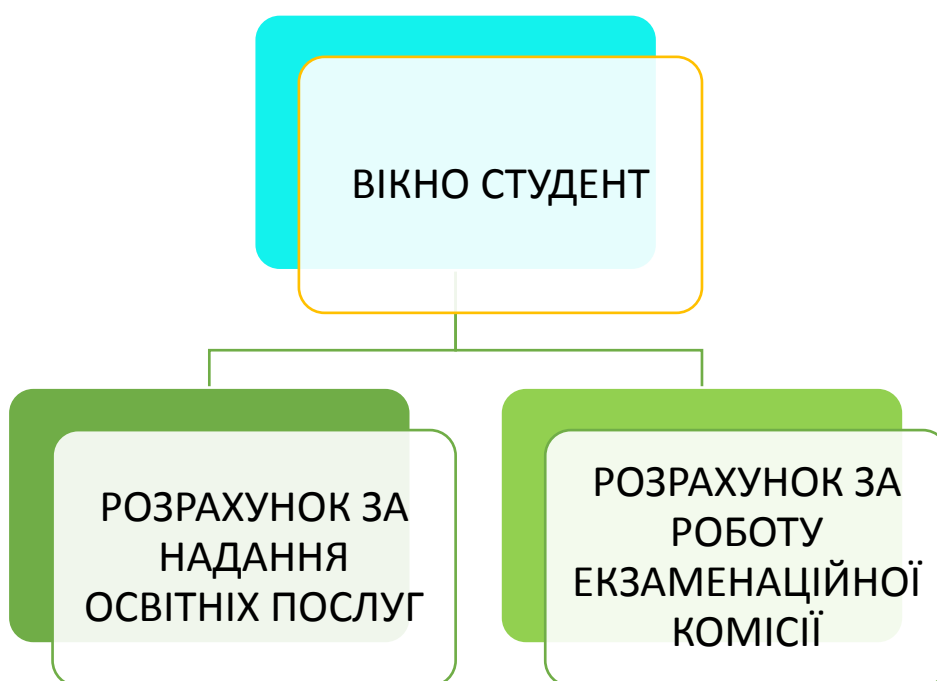 ВІКНО СТУДЕНТ
РОЗРАХУНОК ЗА
НАДАННЯ
ОСВІТНІХ ПОСЛУГ
РОЗРАХУНОК ЗА
РОБОТУ
ЕКЗАМЕНАЦІЙНОЇ
КОМІСІЇ